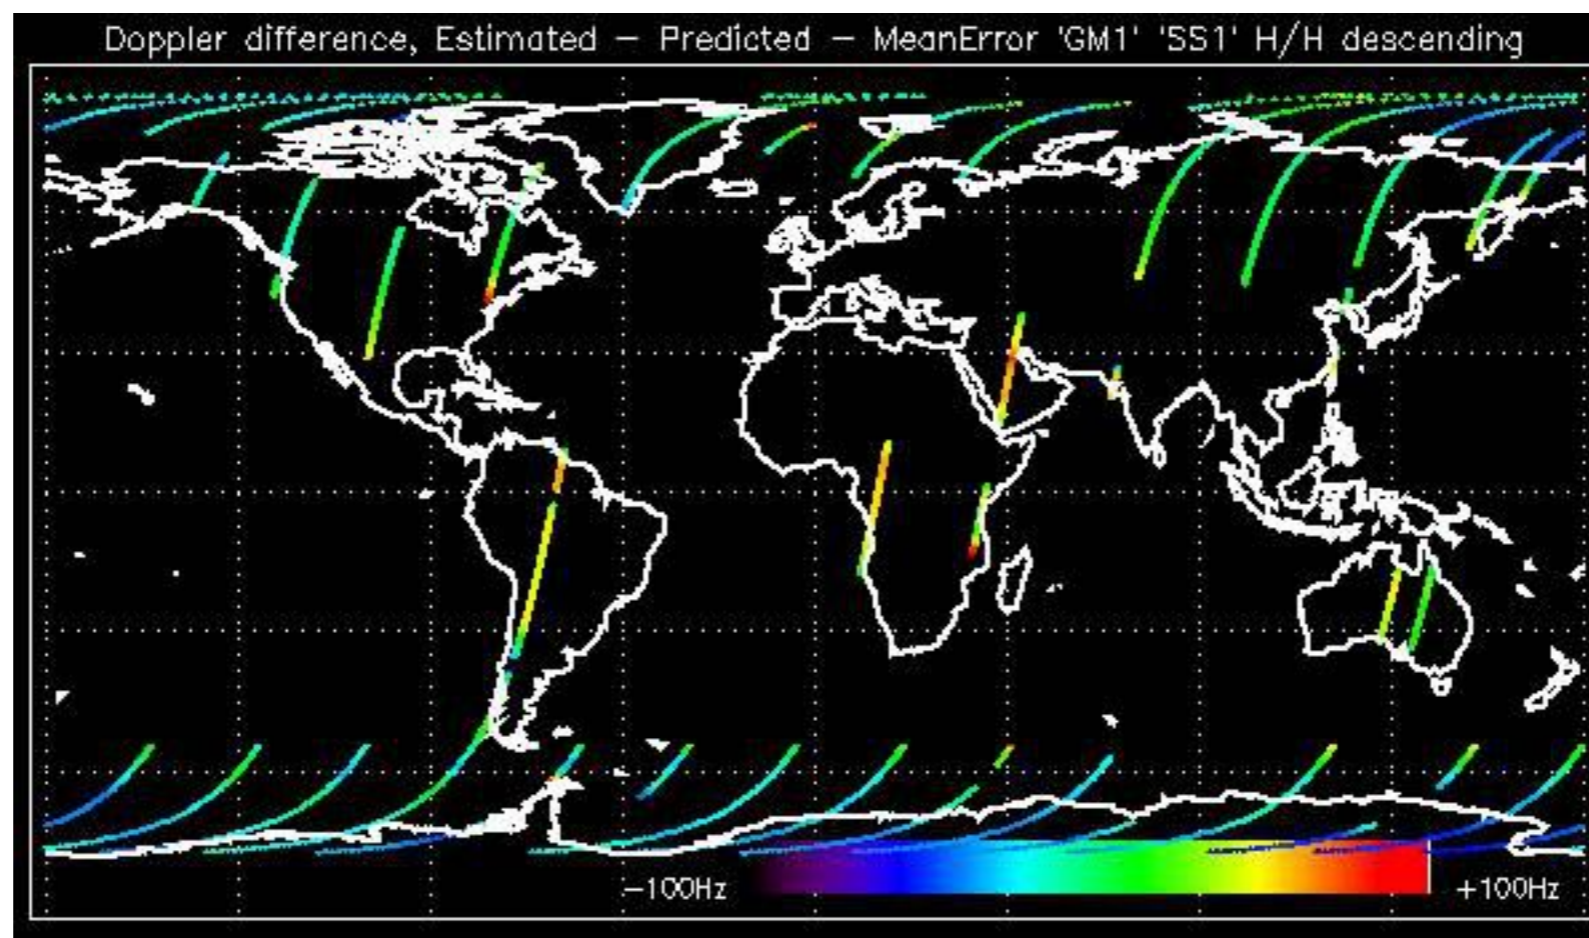 Doppler difference, Estimated – Predicted – MeanError 'GM1' 'SS1' H/H descending
–100Hz +100Hz